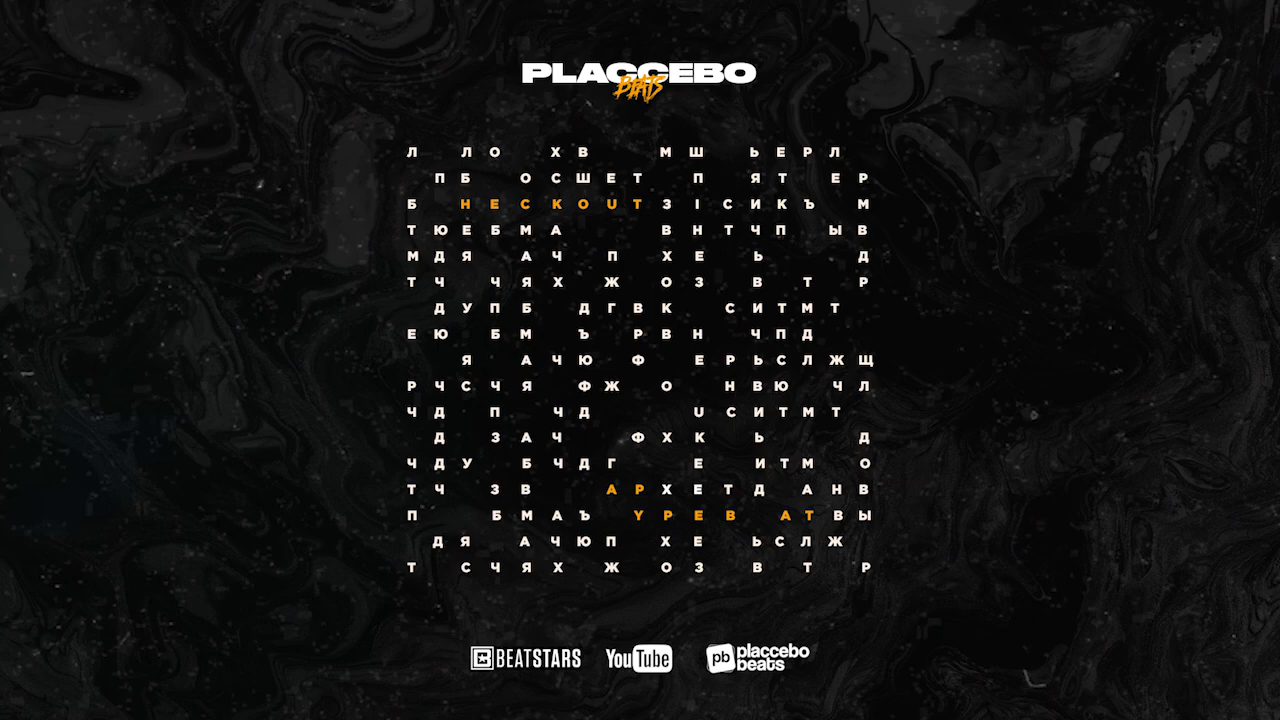 PLACCEBO
BEATS
Л ЛО ХВ МШ ЬЕРЛ
ПБ ОСШЕТ П ЯТ ЕР
Б HECKOUT ЗІСИКЪ М
ТЮЕБМА ВНТЧП ЫВ
МДЯ АЧ П ХЕ Ь Д
ТЧ ЧЯХ Ж ОЗ В Т Р
ДУПБ ДГВК СИТМТ
ЕЮ БМ Ъ РВН ЧПД
Я АЧЮ Ф ЕРЬСЛЖЩ
РЧСЧЯ ФЖ О НВЮ ЧЛ
ЧД П ЧД UСИТМТ
Д ЗАЧ ФХК Ь Д
ЧДУ БЧДГ Е ИТМ О
ТЧ ЗВ АРХЕТД АНВ
П БМАЪ YРЕВ АТВЫ
ДЯ АЧЮП ХЕ ЬСЛЖ
Т СЧЯХ Ж ОЗ В Т Р
BEATSTARS YouTube pb placcebo beats